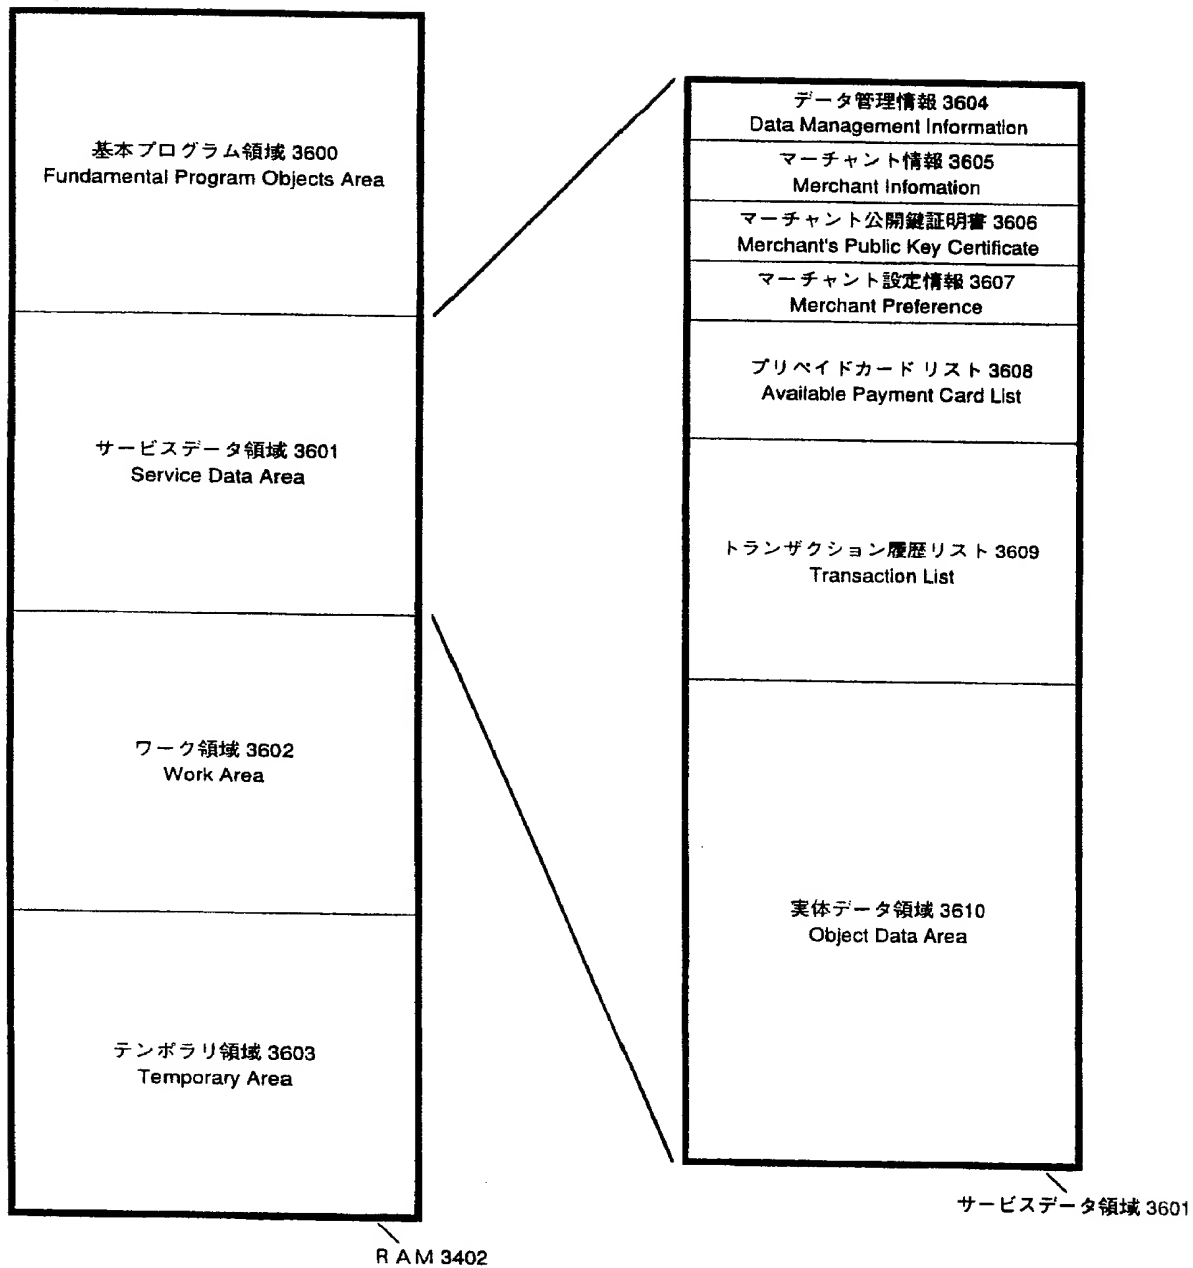 基本プログラム領域 3600
Fundamental Program Objects Area
サービスデータ領域 3601
Service Data Area
ワーク領域 3602
Work Area
テンポラリ領域 3603
Temporary Area
RAM 3402
データ管理情報 3604
Data Management Information
マーチャント情報 3605
Merchant Infomation
マーチャント公開鍵証明書 3606
Merchant's Public Key Certificate
マーチャント設定情報 3607
Merchant Preference
プリペイドカード リスト 3608
Available Payment Card List
トランザクション履歴リスト 3609
Transaction List
実体データ領域 3610
Object Data Area
サービスデータ領域 3601